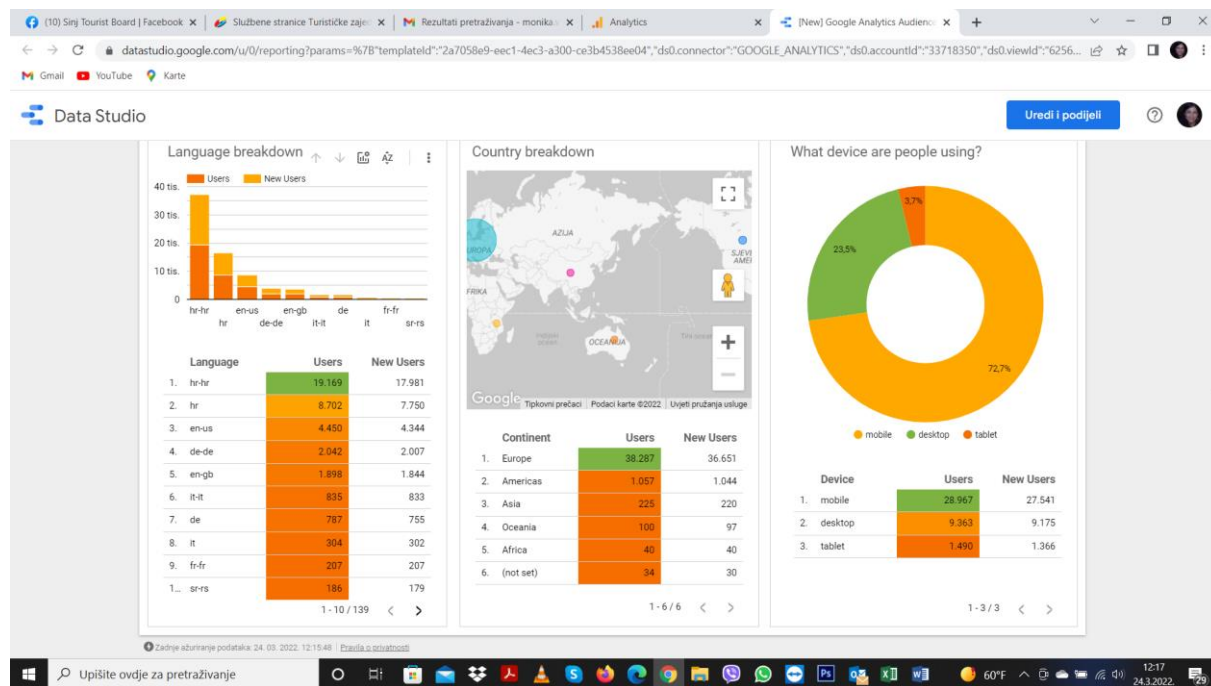 (10) Sinj Tourist Board | Facebook
Službene stranice Turističke zajed
Rezultati pretraživanja - monika.v
Analytics
[New] Google Analytics Audience
datastudio.google.com/u/0/reporting?params=%7B"templateId":"2a7058e9-eec1-4ec3-a300-ce3b4538ee04","ds0.connector":"GOOGLE_ANALYTICS","ds0.accountId":"33718350","ds0.viewId":"6256...
Gmail YouTube Karte
Data Studio
Uredi i podijeli
Language breakdown
Users New Users
40 tis.
30 tis.
20 tis.
10 tis.
0
hr-hr en-us en-gb de fr-fr
hr de-de it-it it sr-rs
Language Users New Users
1. hr-hr 19.169 17.981
2. hr 8.702 7.750
3. en-us 4.450 4.344
4. de-de 2.042 2.007
5. en-gb 1.898 1.844
6. it-it 835 833
7. de 787 755
8. it 304 302
9. fr-fr 207 207
1... sr-rs 186 179
1 - 10 / 139
Country breakdown
AZIJA
EUROPA
SJEVE
AMER
FRIKA
OCEANIJA
Google
Tipkovni prečaci Podaci karte ©2022 Uvjeti pružanja usluge
Continent Users New Users
1. Europe 38.287 36.651
2. Americas 1.057 1.044
3. Asia 225 220
4. Oceania 100 97
5. Africa 40 40
6. (not set) 34 30
1 - 6 / 6
What device are people using?
3,7%
23,5%
72,7%
mobile desktop tablet
Device Users New Users
1. mobile 28.967 27.541
2. desktop 9.363 9.175
3. tablet 1.490 1.366
1 - 3 / 3
Zadnje ažuriranje podataka: 24. 03. 2022. 12:15:48 Pravila o privatnosti
Upišite ovdje za pretraživanje
60°F
12:17
24.3.2022.
29